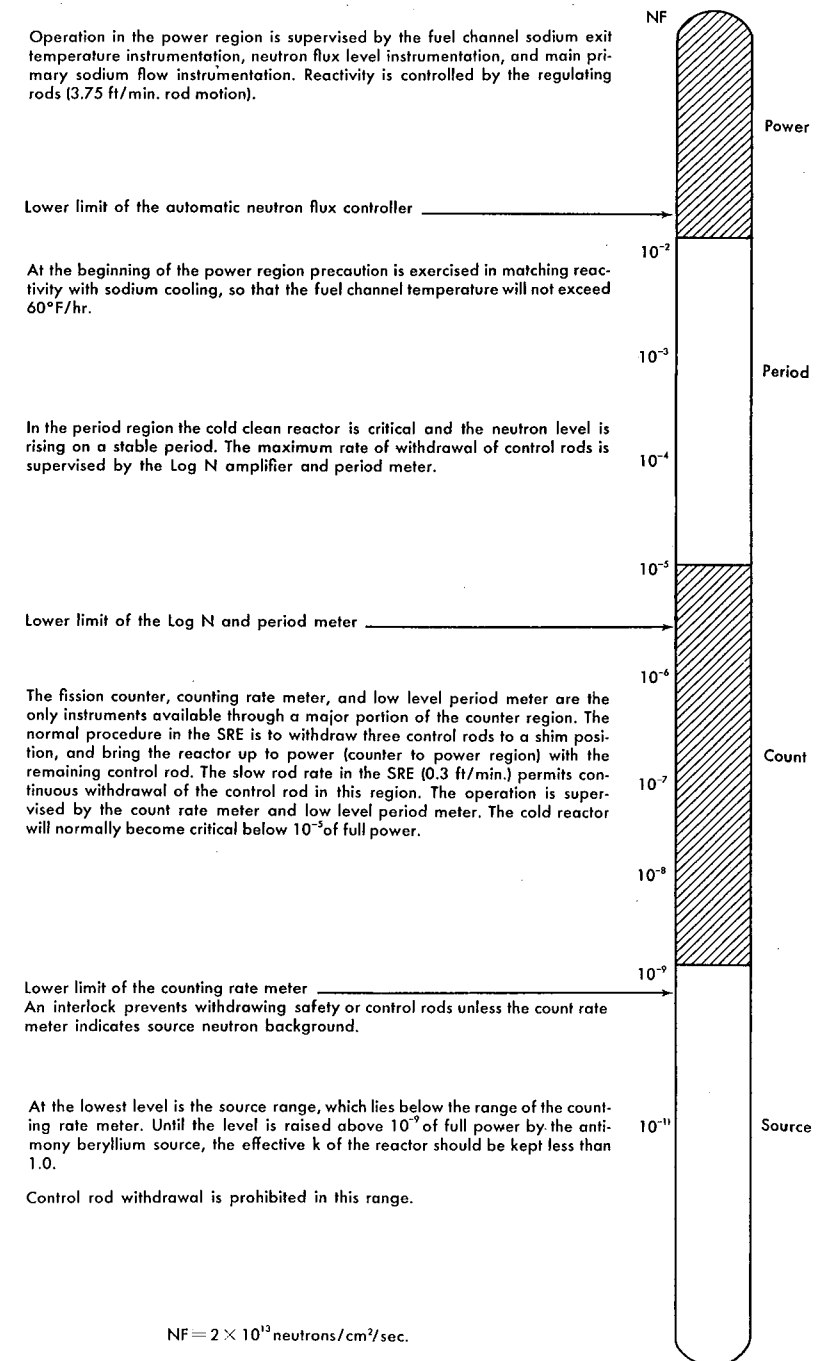 NF
Operation in the power region is supervised by the fuel channel sodium exit
temperature instrumentation, neutron flux level instrumentation, and main pri-
mary sodium flow instrumentation. Reactivity is controlled by the regulating
rods (3.75 ft/min. rod motion).
Power
Lower limit of the automatic neutron flux controller
10⁻²
At the beginning of the power region precaution is exercised in matching reac-
tivity with sodium cooling, so that the fuel channel temperature will not exceed
60°F/hr.
10⁻³
Period
In the period region the cold clean reactor is critical and the neutron level is
rising on a stable period. The maximum rate of withdrawal of control rods is
supervised by the Log N amplifier and period meter.
10⁻⁴
10⁻⁵
Lower limit of the Log N and period meter
10⁻⁶
The fission counter, counting rate meter, and low level period meter are the
only instruments available through a major portion of the counter region. The
normal procedure in the SRE is to withdraw three control rods to a shim posi-
tion, and bring the reactor up to power (counter to power region) with the
remaining control rod. The slow rod rate in the SRE (0.3 ft/min.) permits con-
tinuous withdrawal of the control rod in this region. The operation is super-
vised by the count rate meter and low level period meter. The cold reactor
will normally become critical below 10⁻⁵ of full power.
Count
10⁻⁷
10⁻⁸
10⁻⁹
Lower limit of the counting rate meter
An interlock prevents withdrawing safety or control rods unless the count rate
meter indicates source neutron background.
At the lowest level is the source range, which lies below the range of the count-
ing rate meter. Until the level is raised above 10⁻⁹ of full power by the anti-
mony beryllium source, the effective k of the reactor should be kept less than
1.0.
10⁻¹¹
Source
Control rod withdrawal is prohibited in this range.
NF = 2 × 10¹³ neutrons/cm²/sec.